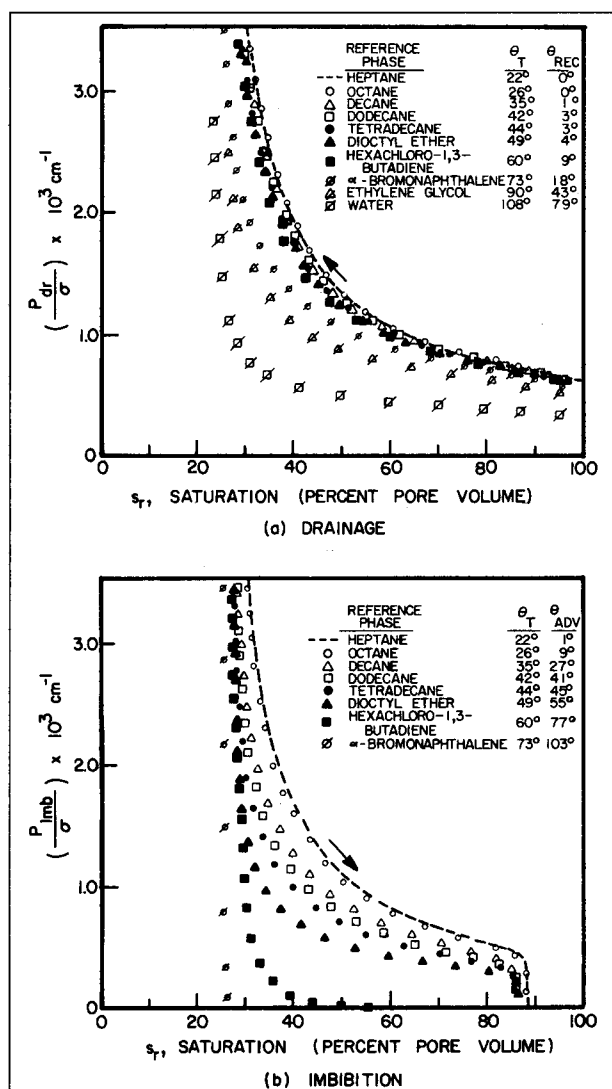 REFERENCE PHASE θT θREC
HEPTANE 22° 0°
OCTANE 26° 0°
DECANE 35° 1°
DODECANE 42° 3°
TETRADECANE 44° 3°
DIOCTYL ETHER 49° 4°
HEXACHLORO-1,3-
BUTADIENE 60° 9°
α-BROMONAPHTHALENE 73° 18°
ETHYLENE GLYCOL 90° 43°
WATER 108° 79°
(Pdr/σ) x 10³ cm⁻¹
3.0
2.0
1.0
0
0 20 40 60 80 100
sr, SATURATION (PERCENT PORE VOLUME)
(a) DRAINAGE
REFERENCE PHASE θT θADV
HEPTANE 22° 1°
OCTANE 26° 9°
DECANE 35° 27°
DODECANE 42° 41°
TETRADECANE 44° 45°
DIOCTYL ETHER 49° 55°
HEXACHLORO-1,3-
BUTADIENE 60° 77°
α-BROMONAPHTHALENE 73° 103°
(PImb/σ) x 10³ cm⁻¹
3.0
2.0
1.0
0
0 20 40 60 80 100
sr, SATURATION (PERCENT PORE VOLUME)
(b) IMBIBITION